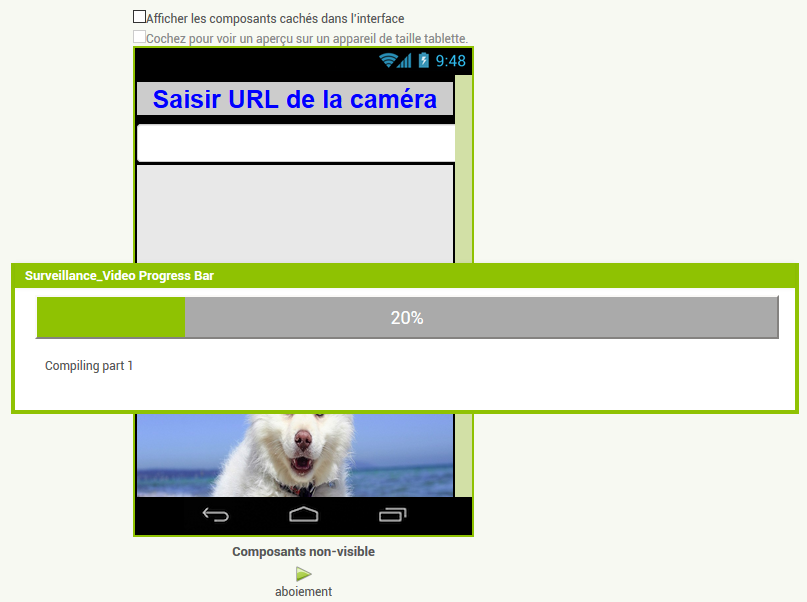 Afficher les composants cachés dans l'interface
Cochez pour voir un aperçu sur un appareil de taille tablette.
9:48
Saisir URL de la caméra
Surveillance_Video Progress Bar
20%
Compiling part 1
Composants non-visible
aboiement